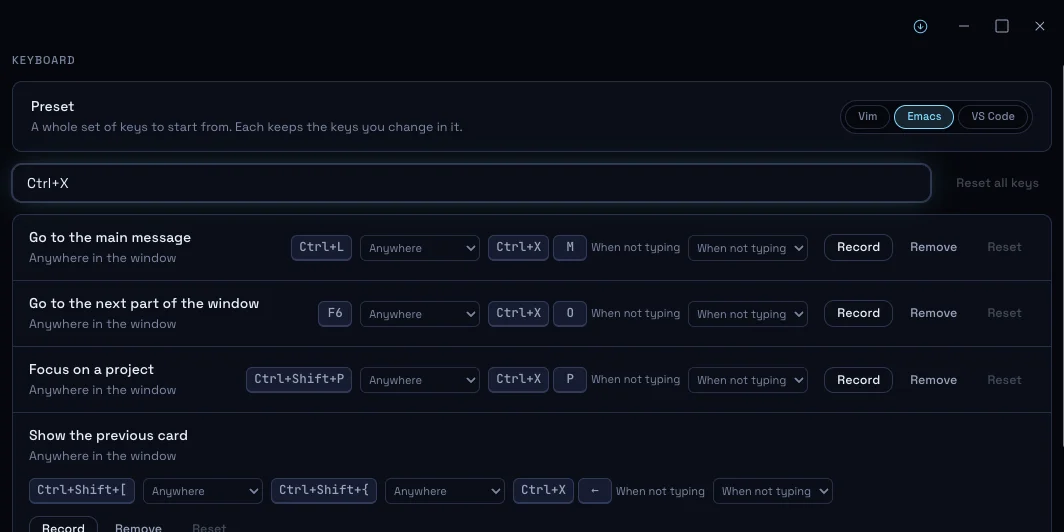 KEYBOARD
Preset
A whole set of keys to start from. Each keeps the keys you change in it.
Vim Emacs VS Code
Ctrl+X
Reset all keys
Go to the main message
Anywhere in the window
Ctrl+L Anywhere Ctrl+X M When not typing When not typing Record Remove Reset
Go to the next part of the window
Anywhere in the window
F6 Anywhere Ctrl+X O When not typing When not typing Record Remove Reset
Focus on a project
Anywhere in the window
Ctrl+Shift+P Anywhere Ctrl+X P When not typing When not typing Record Remove Reset
Show the previous card
Anywhere in the window
Ctrl+Shift+[ Anywhere Ctrl+Shift+{ Anywhere Ctrl+X ← When not typing When not typing
Record Remove Reset